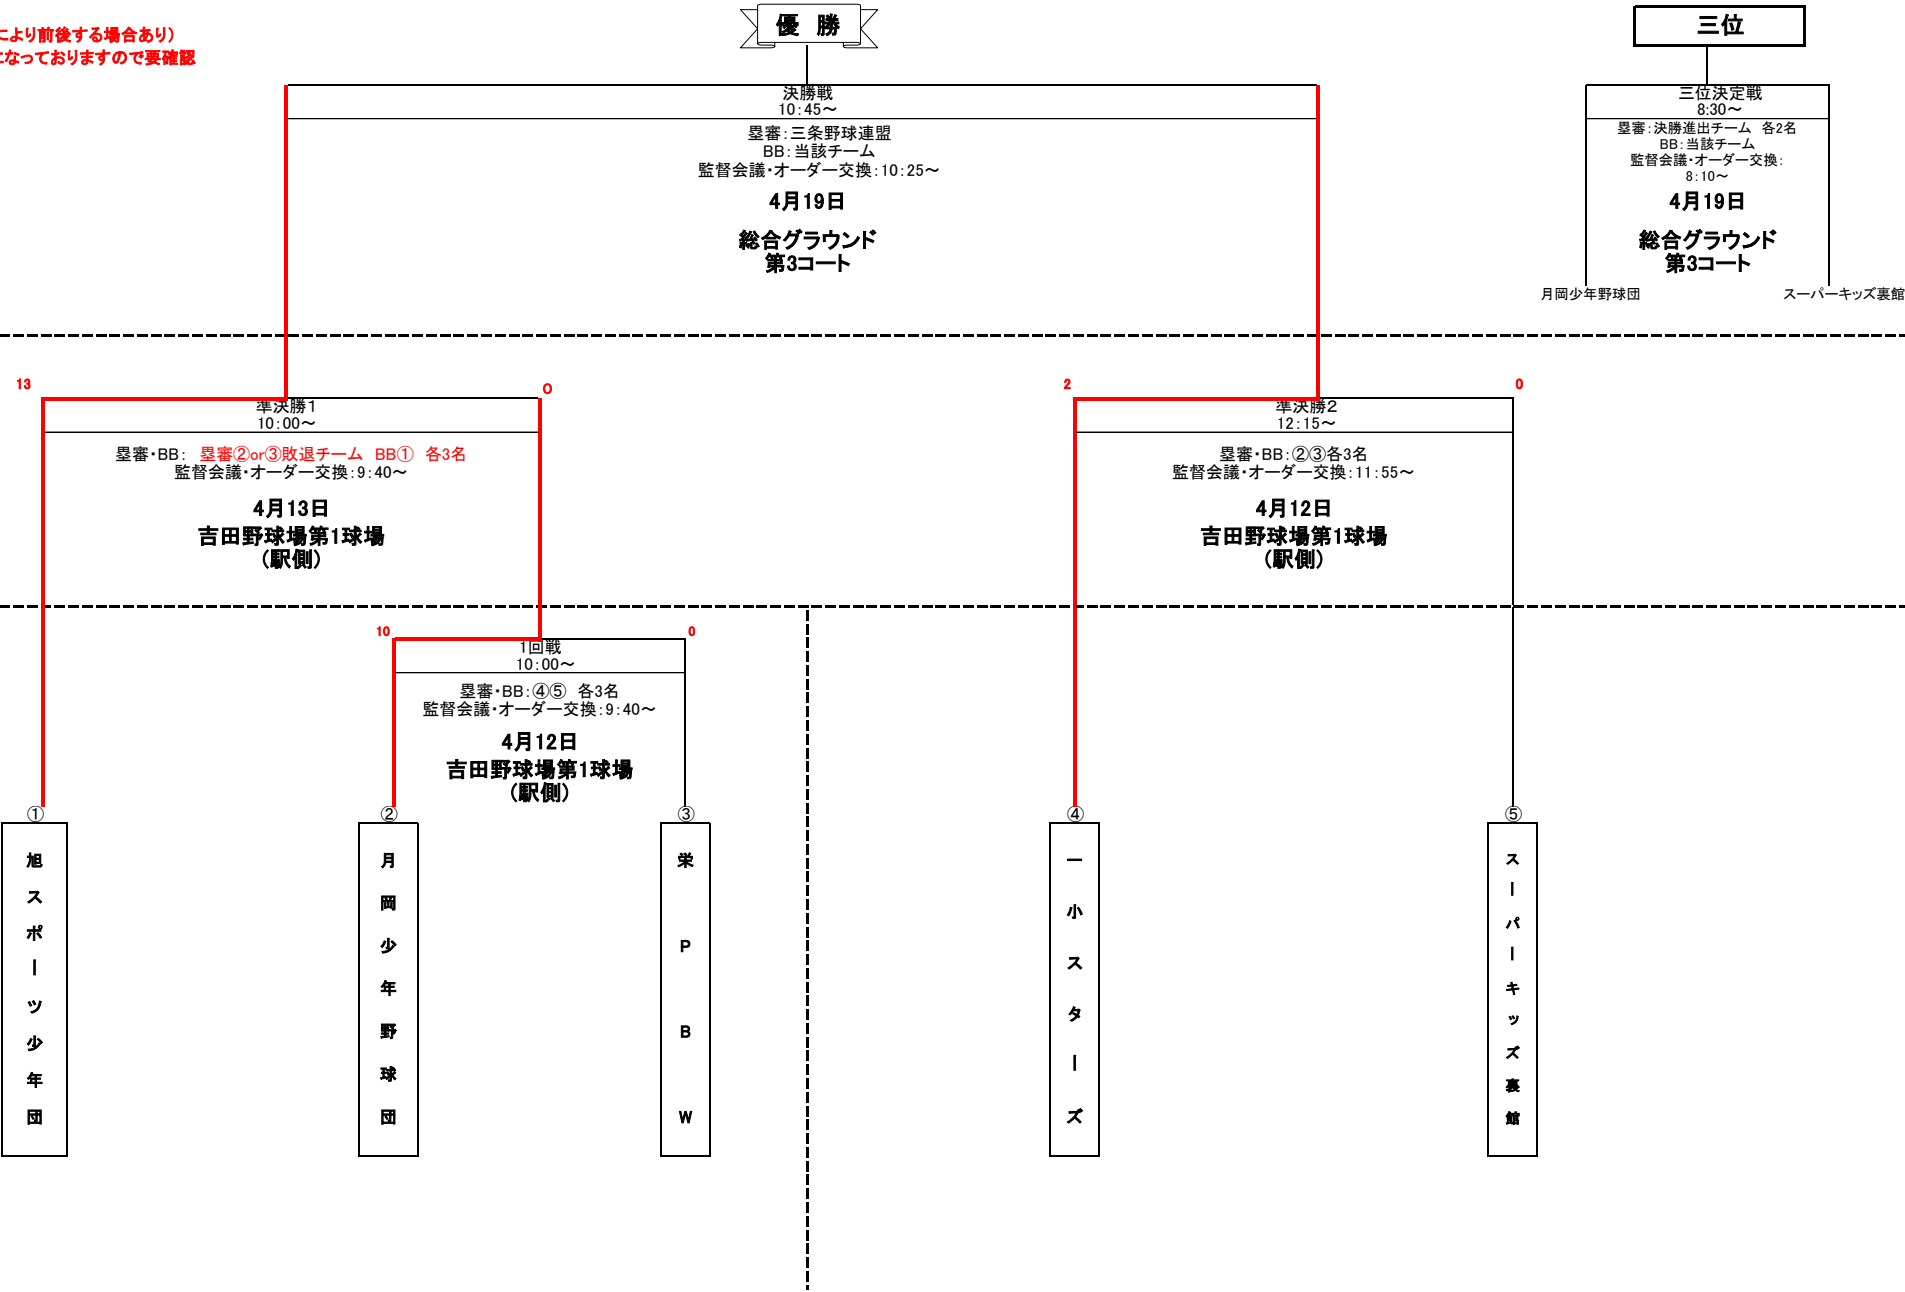 により前後する場合あり）
になっておりますので要確認
優 勝
三位
決勝戦
10：45～
塁審：三条野球連盟
BB：当該チーム
監督会議・オーダー交換：10：25～
4月19日
総合グラウンド
第3コート
三位決定戦
8:30～
塁審：決勝進出チーム 各2名
BB：当該チーム
監督会議・オーダー交換：
8：10～
4月19日
総合グラウンド
第3コート
月岡少年野球団
スーパーキッズ裏館
13
0
準決勝1
10：00～
塁審・BB： 塁審②or③敗退チーム BB① 各3名
監督会議・オーダー交換：9：40～
4月13日
吉田野球場第1球場
（駅側）
2
0
準決勝2
12：15～
塁審・BB：②③各3名
監督会議・オーダー交換：11：55～
4月12日
吉田野球場第1球場
（駅側）
10
0
1回戦
10：00～
塁審・BB：④⑤ 各3名
監督会議・オーダー交換：9：40～
4月12日
吉田野球場第1球場
（駅側）
①
旭スポーツ少年団
②
月岡少年野球団
③
栄PBW
④
一小スターズ
⑤
スーパーキッズ裏館